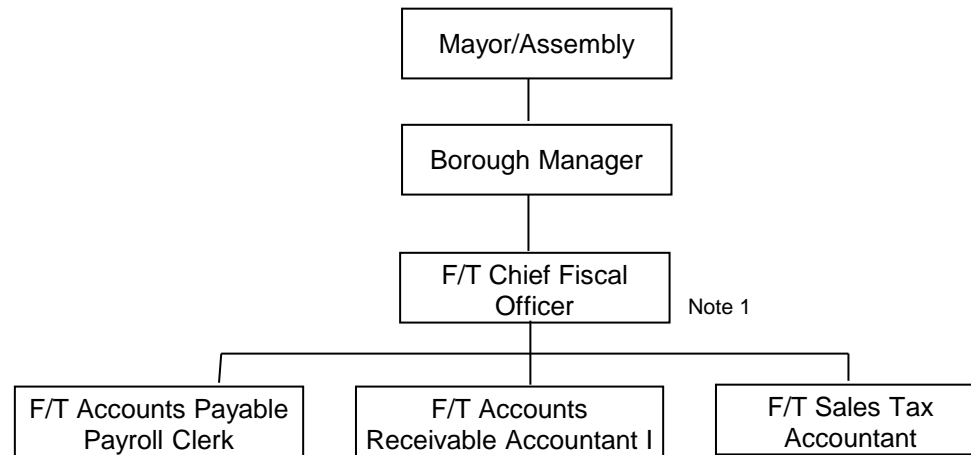 Mayor/Assembly
Borough Manager
F/T Chief Fiscal
Officer
Note 1
F/T Accounts Payable
Payroll Clerk
F/T Accounts
Receivable Accountant I
F/T Sales Tax
Accountant